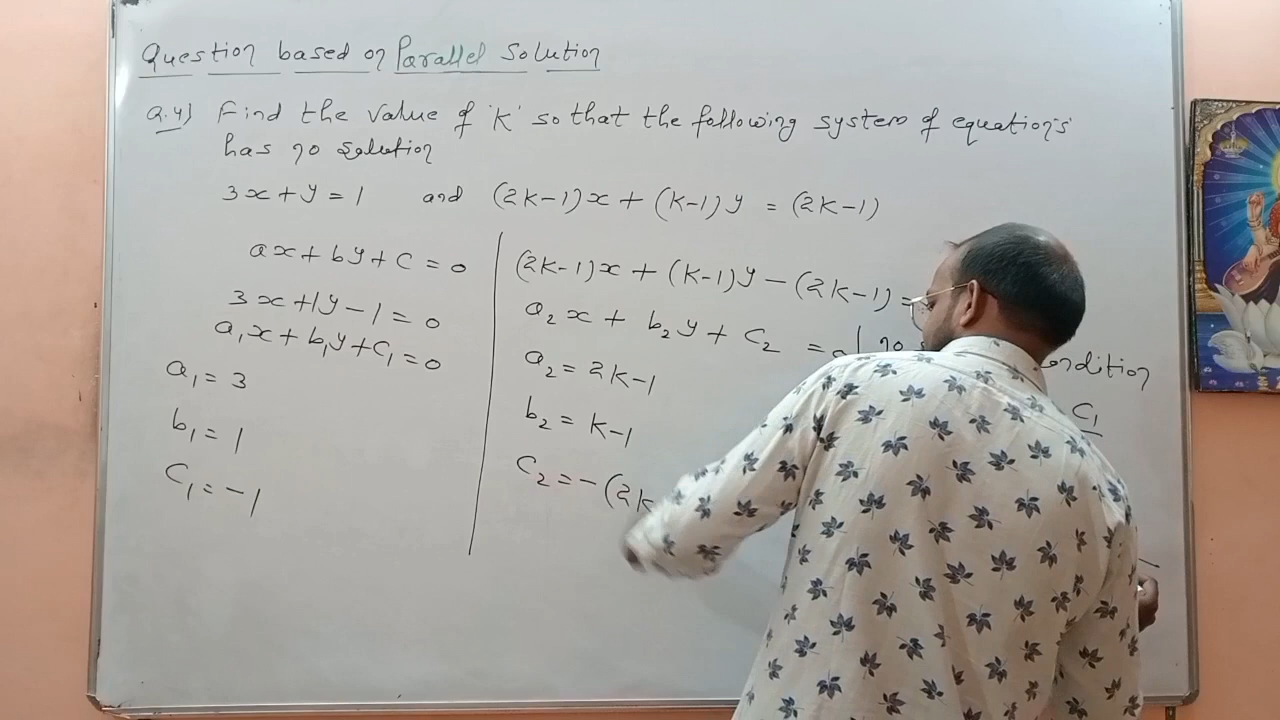 Question based on Parallel Solution
Q.4) Find the value of 'K' so that the following system of equation's
has no solution
3x + y = 1 and (2K-1)x + (K-1)y = (2K-1)
ax + by + c = 0
3x + 1y - 1 = 0
a₁x + b₁y + c₁ = 0
a₁ = 3
b₁ = 1
c₁ = -1
(2K-1)x + (K-1)y - (2K-1) =
a₂x + b₂y + c₂ = 0
a₂ = 2K-1
b₂ = K-1
c₂ = -(2K
no
condition
c₁